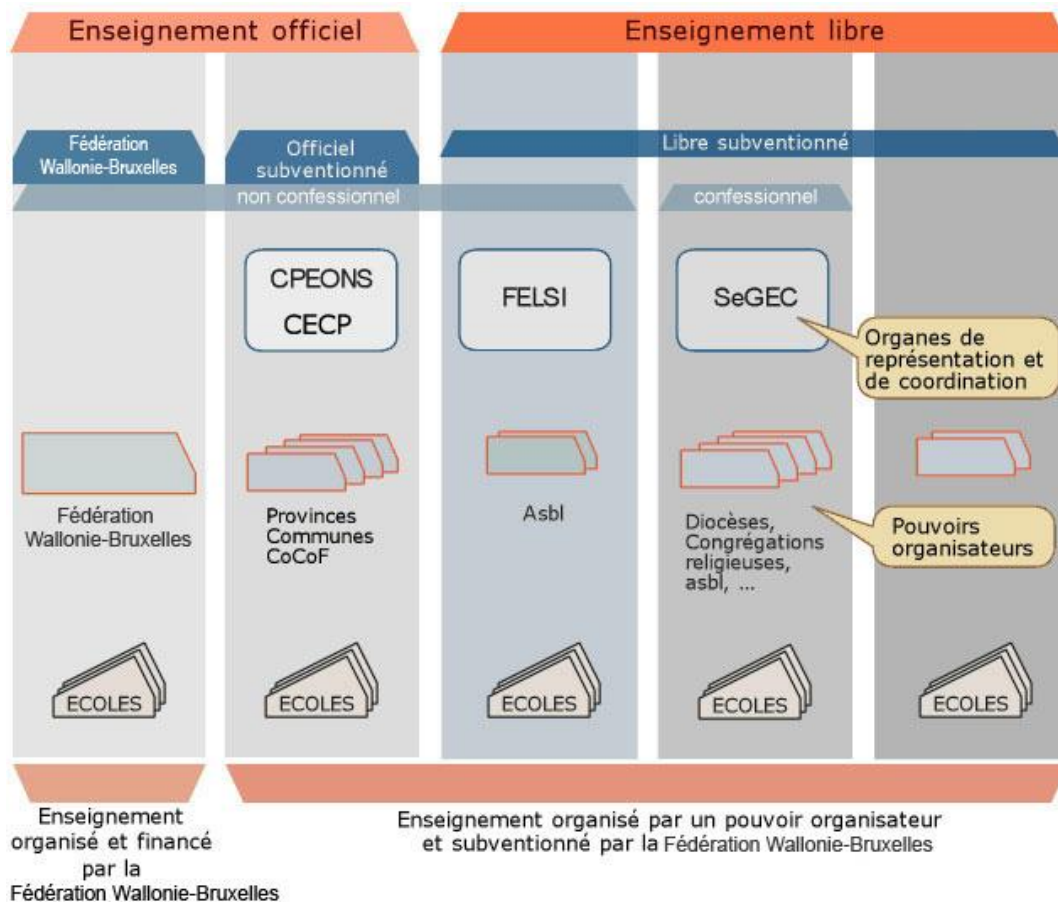 Enseignement officiel
Enseignement libre
Fédération
Wallonie-Bruxelles
Officiel
subventionné
Libre subventionné
non confessionnel
confessionnel
CPEONS
CECP
FELSI
SeGEC
Organes de
représentation et
de coordination
Fédération
Wallonie-Bruxelles
Provinces
Communes
CoCoF
Asbl
Diocèses,
Congrégations
religieuses,
asbl, ...
Pouvoirs
organisateurs
ECOLES
ECOLES
ECOLES
ECOLES
ECOLES
Enseignement
organisé et financé
par la
Fédération Wallonie-Bruxelles
Enseignement organisé par un pouvoir organisateur
et subventionné par la Fédération Wallonie-Bruxelles